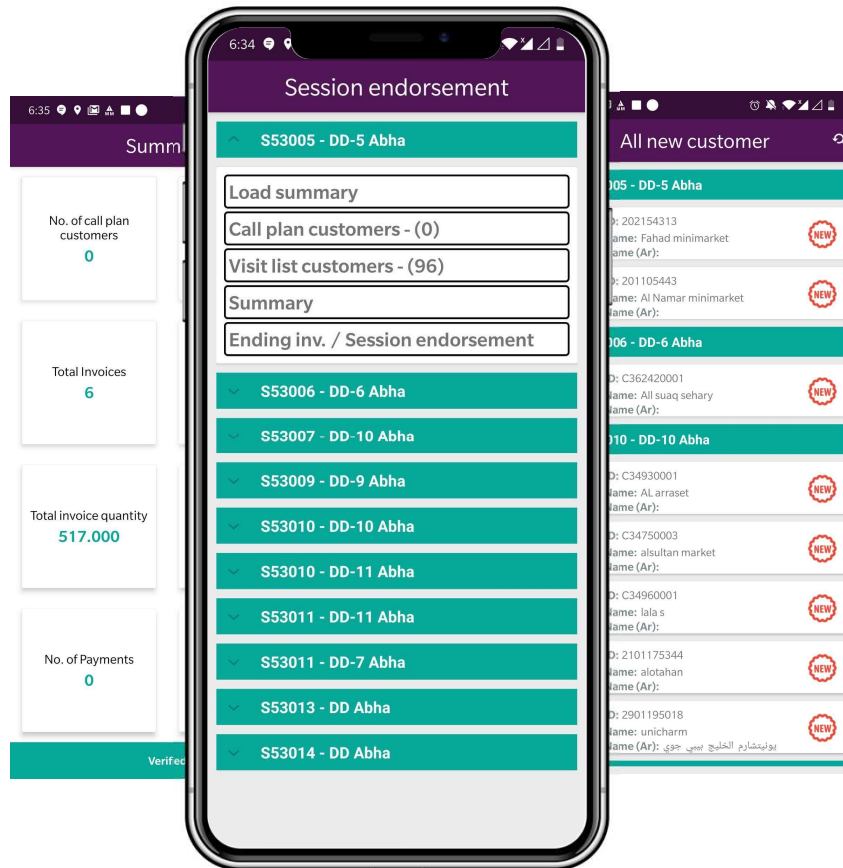 6:35
Summ
No. of call plan
customers
0
Total Invoices
6
Total invoice quantity
517.000
No. of Payments
0
Verifed
6:34
Session endorsement
S53005 - DD-5 Abha
Load summary
Call plan customers - (0)
Visit list customers - (96)
Summary
Ending inv. / Session endorsement
S53006 - DD-6 Abha
S53007 - DD-10 Abha
S53009 - DD-9 Abha
S53010 - DD-10 Abha
S53010 - DD-11 Abha
S53011 - DD-11 Abha
S53011 - DD-7 Abha
S53013 - DD Abha
S53014 - DD Abha
All new customer
005 - DD-5 Abha
D: 202154313
ame: Fahad minimarket
ame (Ar):
D: 201105443
ame: Al Namar minimarket
Name (Ar):
006 - DD-6 Abha
D: C362420001
Name: All suaq sehary
Name (Ar):
010 - DD-10 Abha
D: C34930001
Name: AL arraset
Name (Ar):
D: C34750003
Name: alsultan market
Name (Ar):
D: C34960001
Name: lala s
Name (Ar):
D: 2101175344
Name: alotahan
Name (Ar):
D: 2901195018
Name: unicharm
Name (Ar): يونيتشارم الخليج بيبي جوي
NEW
NEW
NEW
NEW
NEW
NEW
NEW
NEW